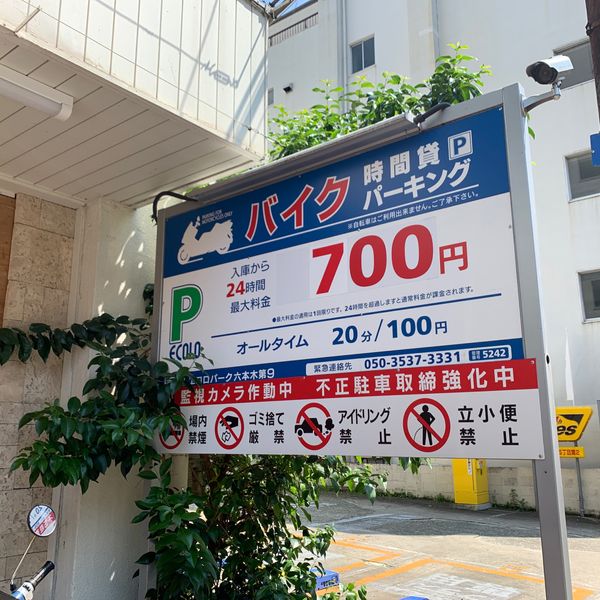 PARKING FOR
MOTORCYCLES ONLY
バイク 時間貸 P
パーキング
※自転車はご利用出来ません。ご了承下さい。
入庫から
24時間
最大料金
700円
●最大料金の適用は1回限りです。24時間を超過しますと通常料金が課金されます。
P
ECOLO
オールタイム 20分/100円
緊急連絡先 050-3537-3331 5242
コロパーク六本木第9
監視カメラ作動中 不正駐車取締強化中
場内
禁煙
ゴミ捨て
厳禁
アイドリング
禁止
立小便
禁止
es